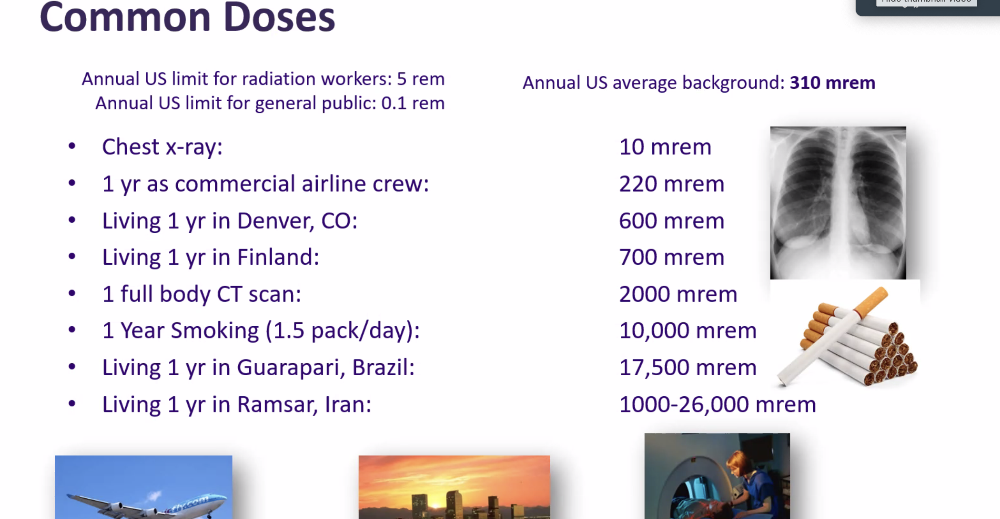 Common Doses
Annual US limit for radiation workers: 5 rem
Annual US limit for general public: 0.1 rem
Annual US average background: 310 mrem
• Chest x-ray: 10 mrem
• 1 yr as commercial airline crew: 220 mrem
• Living 1 yr in Denver, CO: 600 mrem
• Living 1 yr in Finland: 700 mrem
• 1 full body CT scan: 2000 mrem
• 1 Year Smoking (1.5 pack/day): 10,000 mrem
• Living 1 yr in Guarapari, Brazil: 17,500 mrem
• Living 1 yr in Ramsar, Iran: 1000-26,000 mrem
fly.com